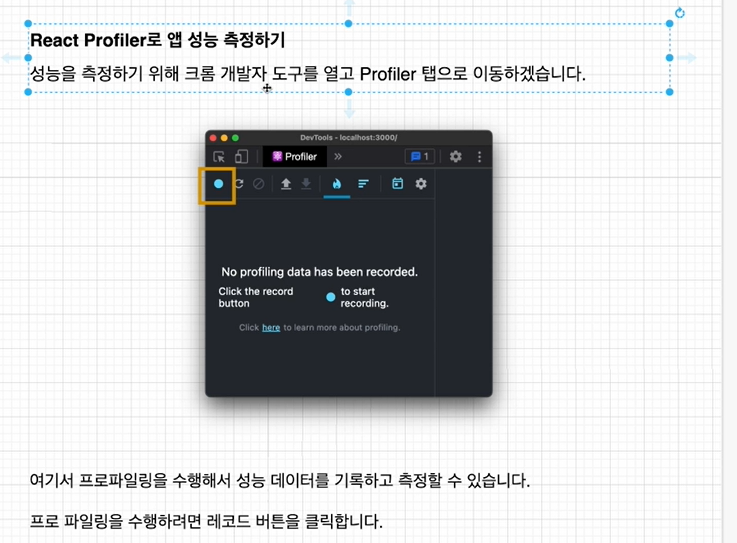 React Profiler로 앱 성능 측정하기
성능을 측정하기 위해 크롬 개발자 도구를 열고 Profiler 탭으로 이동하겠습니다.
DevTools - localhost:3000/
Profiler
1
No profiling data has been recorded.
Click the record button to start recording.
Click here to learn more about profiling.
여기서 프로파일링을 수행해서 성능 데이터를 기록하고 측정할 수 있습니다.
프로 파일링을 수행하려면 레코드 버튼을 클릭합니다.